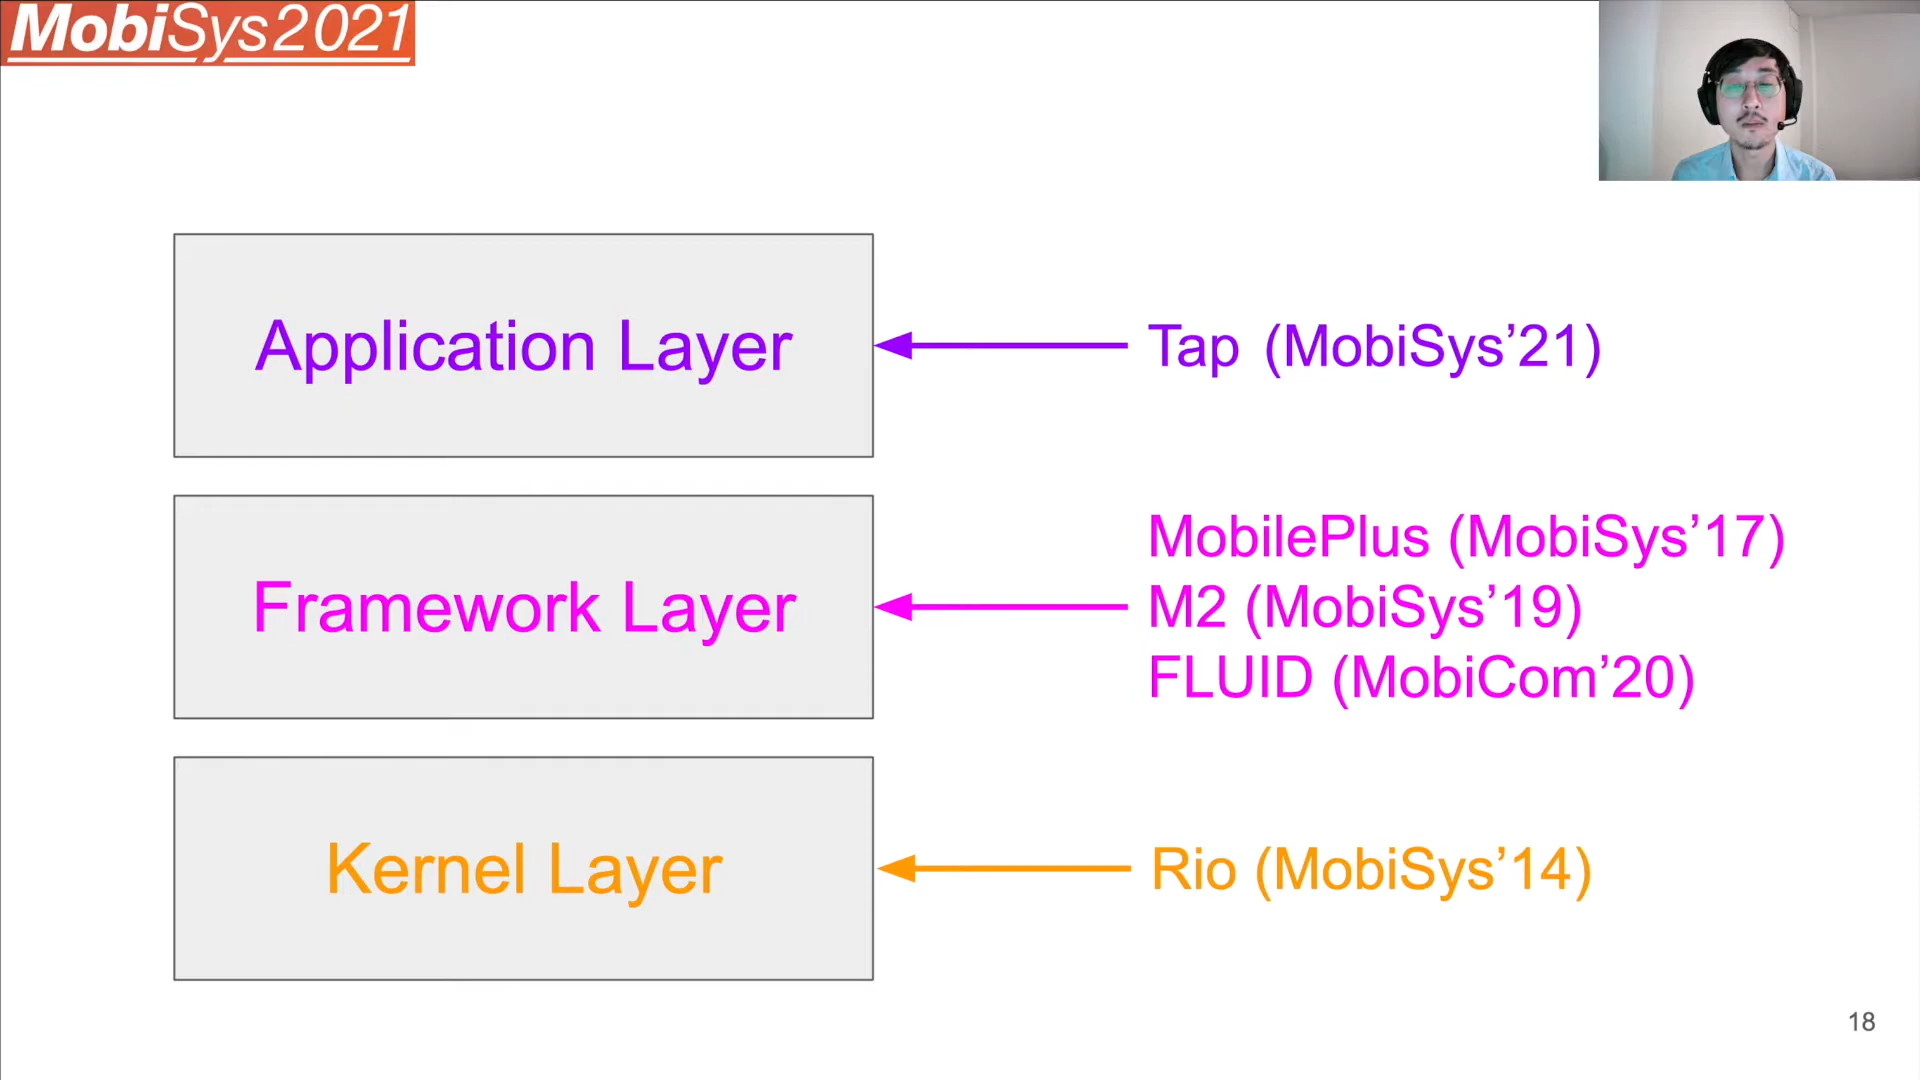 MobiSys2021
Application Layer
Tap (MobiSys’21)
Framework Layer
MobilePlus (MobiSys’17)
M2 (MobiSys’19)
FLUID (MobiCom’20)
Kernel Layer
Rio (MobiSys’14)
18